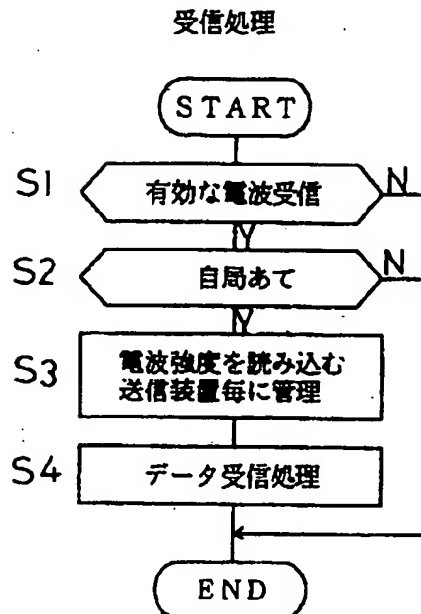 受信処理
START
S1 有効な電波受信 N
Y
S2 自局あて N
Y
S3 電波強度を読み込む
送信装置毎に管理
S4 データ受信処理
END